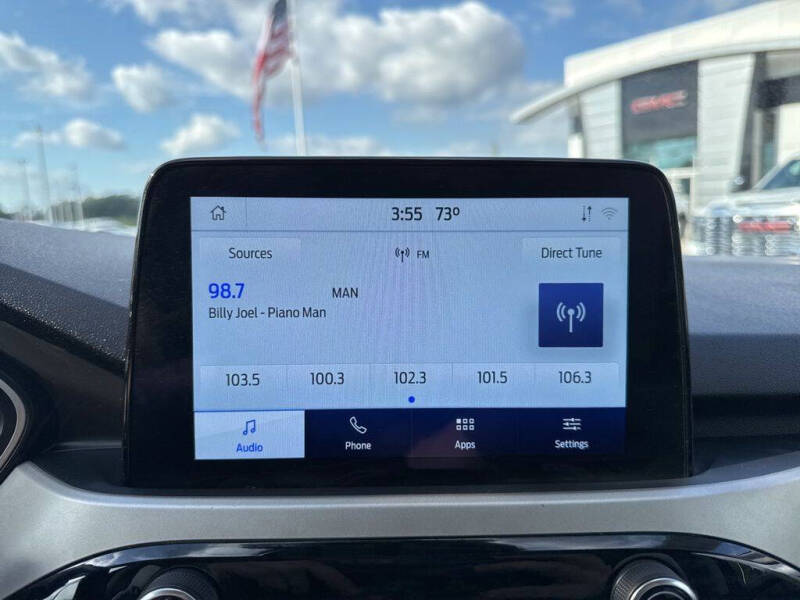 GMC
3:55 73º
Sources FM Direct Tune
98.7 MAN
Billy Joel - Piano Man
103.5 100.3 102.3 101.5 106.3
Audio Phone Apps Settings